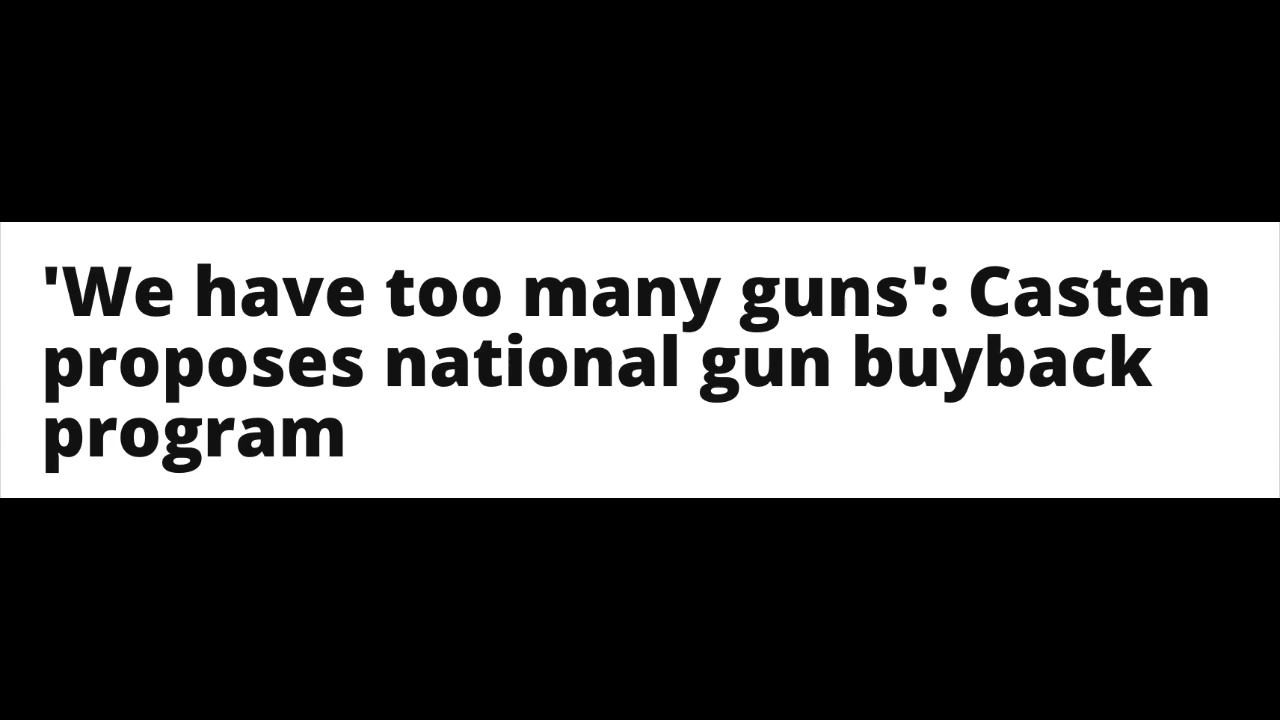 'We have too many guns': Casten
proposes national gun buyback
program